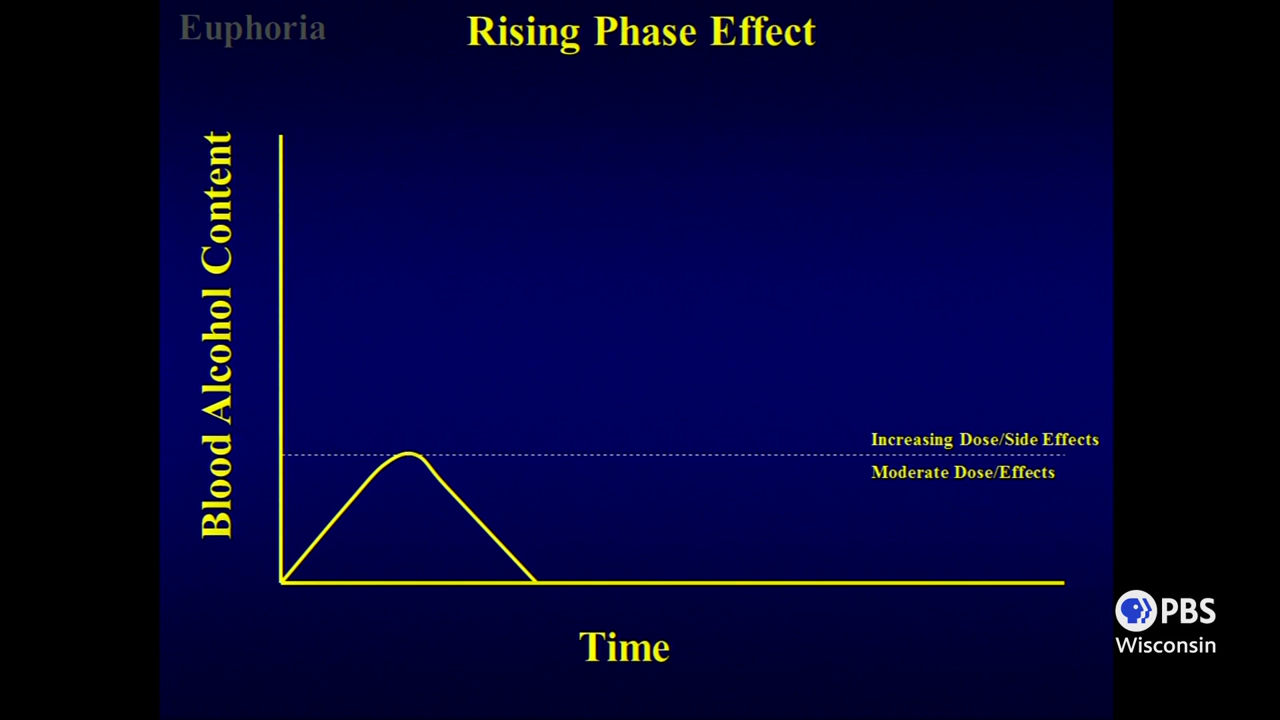 Euphoria
Rising Phase Effect
Blood Alcohol Content
Increasing Dose/Side Effects
Moderate Dose/Effects
Time
PBS
Wisconsin